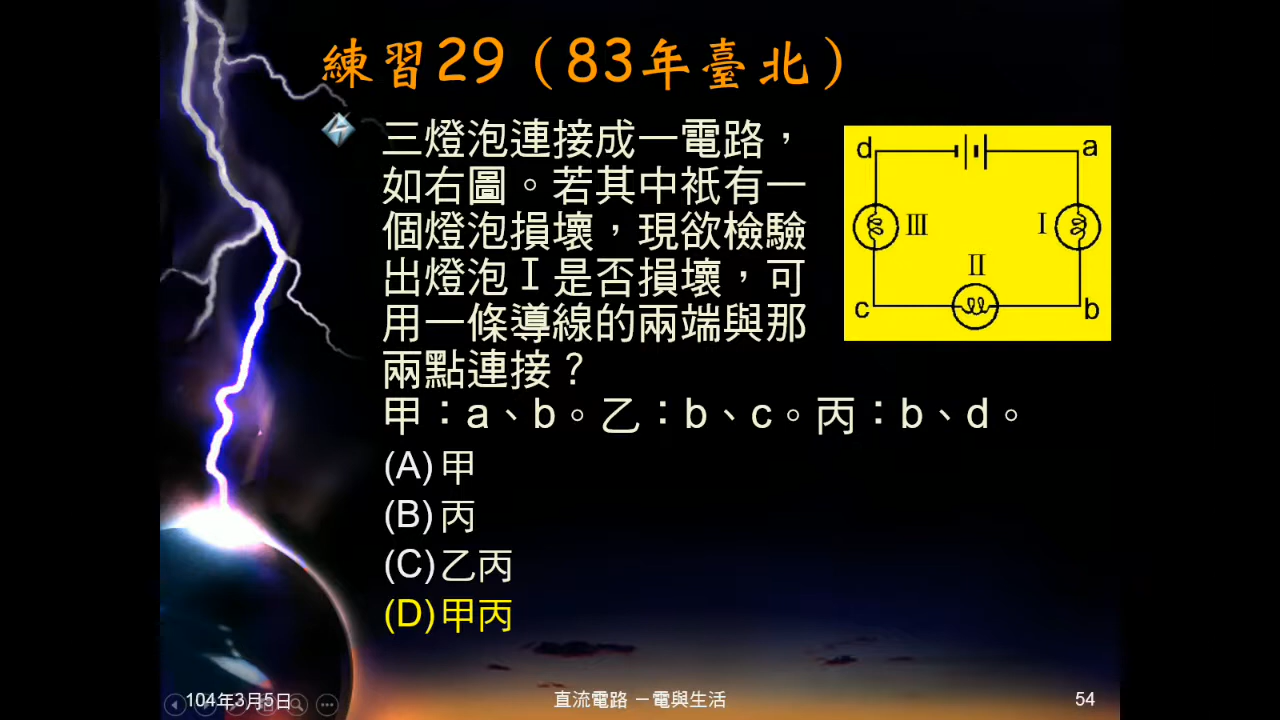 練習29（83年臺北）
三燈泡連接成一電路，
如右圖。若其中祇有一
個燈泡損壞，現欲檢驗
出燈泡Ⅰ是否損壞，可
用一條導線的兩端與那
兩點連接？
甲：a、b。乙：b、c。丙：b、d。
(A)甲
(B)丙
(C)乙丙
(D)甲丙
d
a
Ⅲ
Ⅰ
Ⅱ
c
b
104年3月5日
直流電路 －電與生活
54